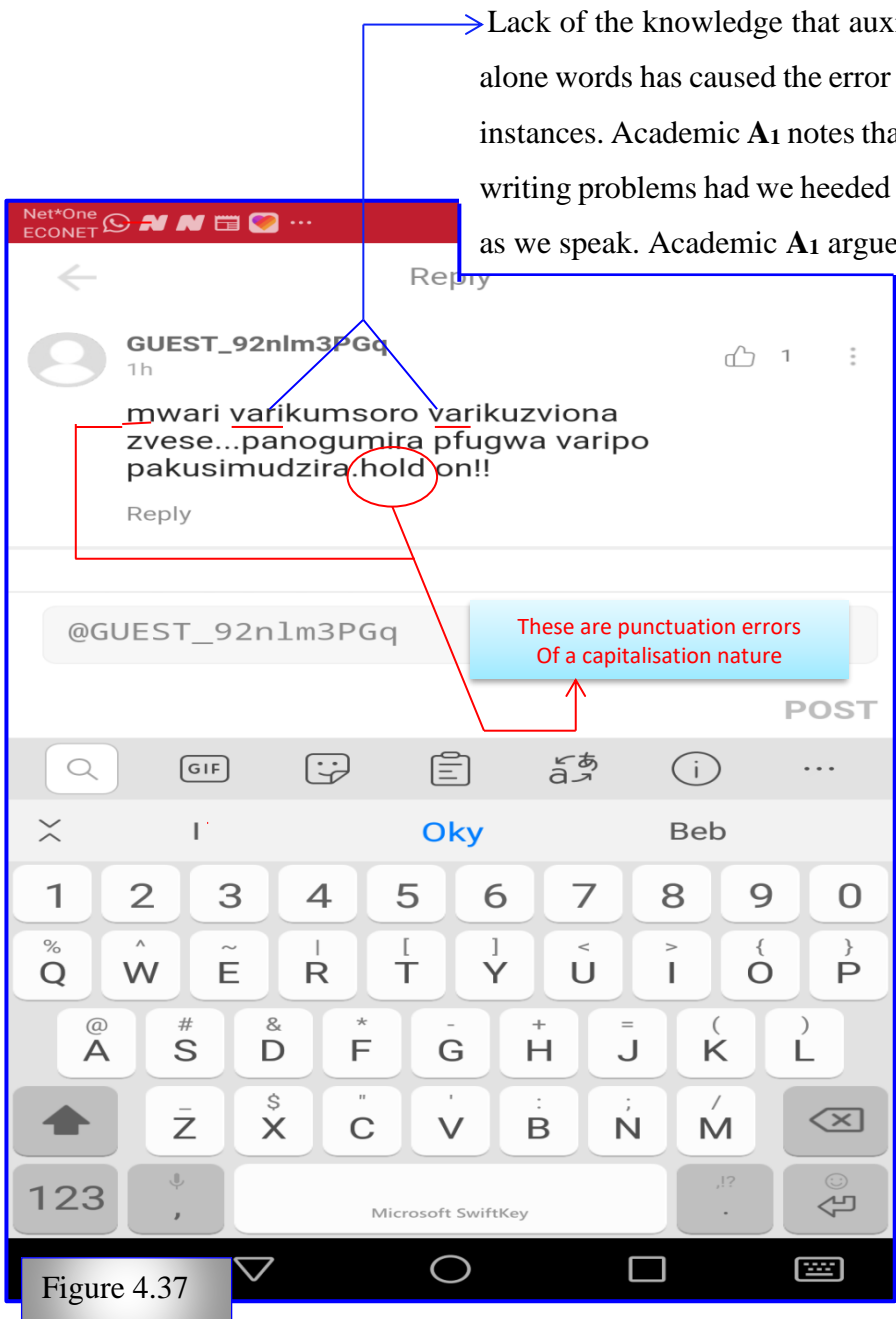 Lack of the knowledge that
alone words has caused the error
instances. Academic A1 notes
writing problems had we heeded
as we speak. Academic A1
Net*One
ECONET
Reply
GUEST_92nlm3PGq
1h
1
mwari varikumsoro varikuzviona
zvese...panogumira pfugwa varipo
pakusimudzira.hold on!!
Reply
@GUEST_92nlm3PGq
These are punctuation errors
Of a capitalisation nature
POST
GIF
あ
a
i
I Oky Beb
1 2 3 4 5 6 7 8 9 0
% ^ ~ | [ ] < > { }
Q W E R T Y U I O P
@ # & * - + = ( )
A S D F G H J K L
_ $ " ' : ; /
Z X C V B N M
123 , Microsoft SwiftKey ,!? .
Figure 4.37